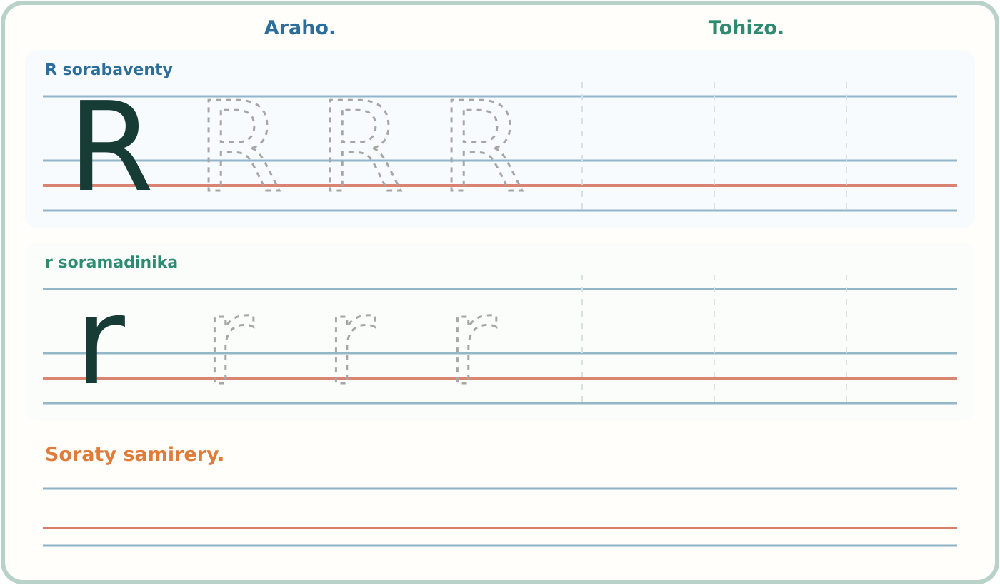 Araho. Tohizo.
R sorabaventy
R R R R
r soramadinika
r r r r
Soraty samirery.